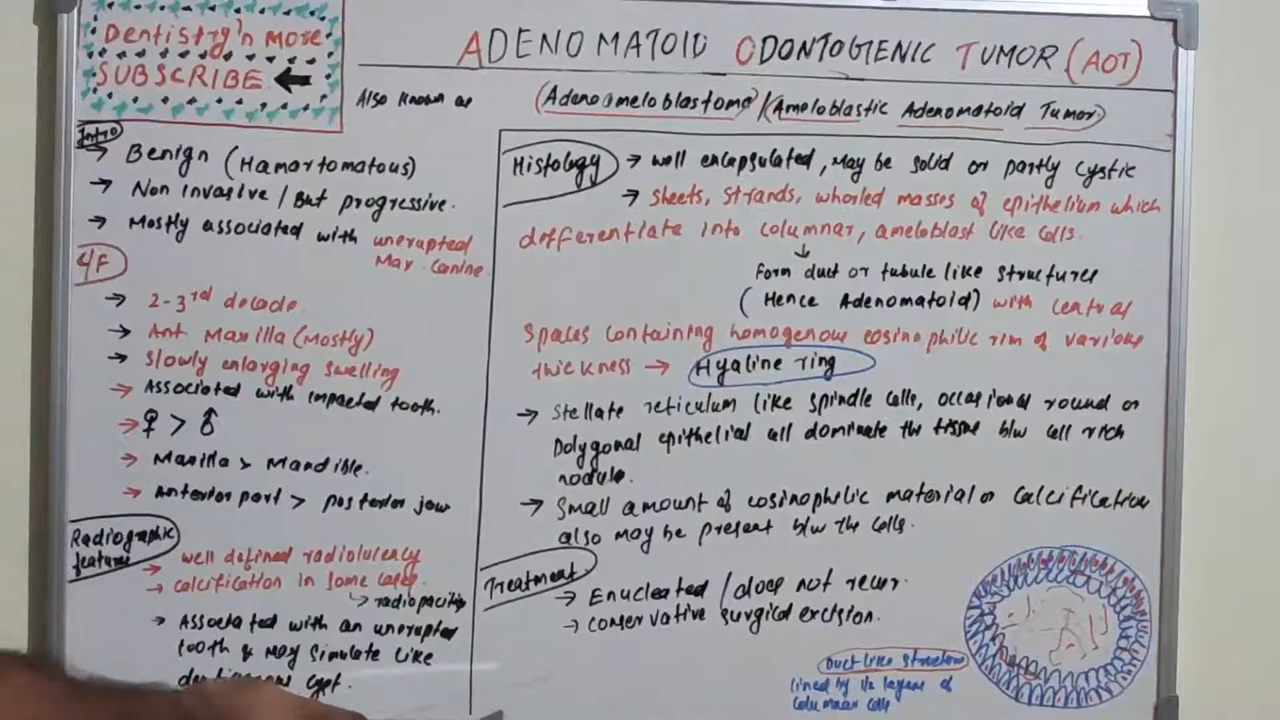 Dentistry'n more
SUBSCRIBE
ADENOMATOID ODONTOGENIC TUMOR (AOT)
Also known as (Adenoameloblastoma)/(Ameloblastic Adenomatoid Tumor)
Intro
→ Benign (Hamartomatous)
→ Non invasive / But progressive.
→ Mostly associated with unerupted
Max. Canine.
C/F
→ 2-3rd decade
→ Ant Maxilla (Mostly)
→ Slowly enlarging swelling
→ Associated with impacted tooth.
→ ♀ > ♂
→ Maxilla > Mandible.
→ Anterior part > posterior jaw
Radiographic
features
→ well defined radiolucency
→ calcification in some cases.
↳ radiopacities
→ Associated with an unerupted
tooth & may simulate like
cyst.
Histology → well encapsulated, may be solid or partly cystic
→ Sheets, Strands, whorled masses of epithelium which
differentiate into columnar, ameloblast like cells.
↓
Form duct or tubule like structures
(Hence Adenomatoid) with central
spaces containing homogenous eosinophilic rim of various
thickness → Hyaline ring
→ Stellate reticulum like spindle cells, occasional round or
Polygonal epithelial cell dominate the tissue b/w cell rich
nodule.
→ Small amount of eosinophilic material or calcification
also may be present b/w the cells.
Treatment
→ Enucleated / does not recur.
→ conservative surgical excision.
Duct like structure
lined by 1/2 layers of
columnar cells